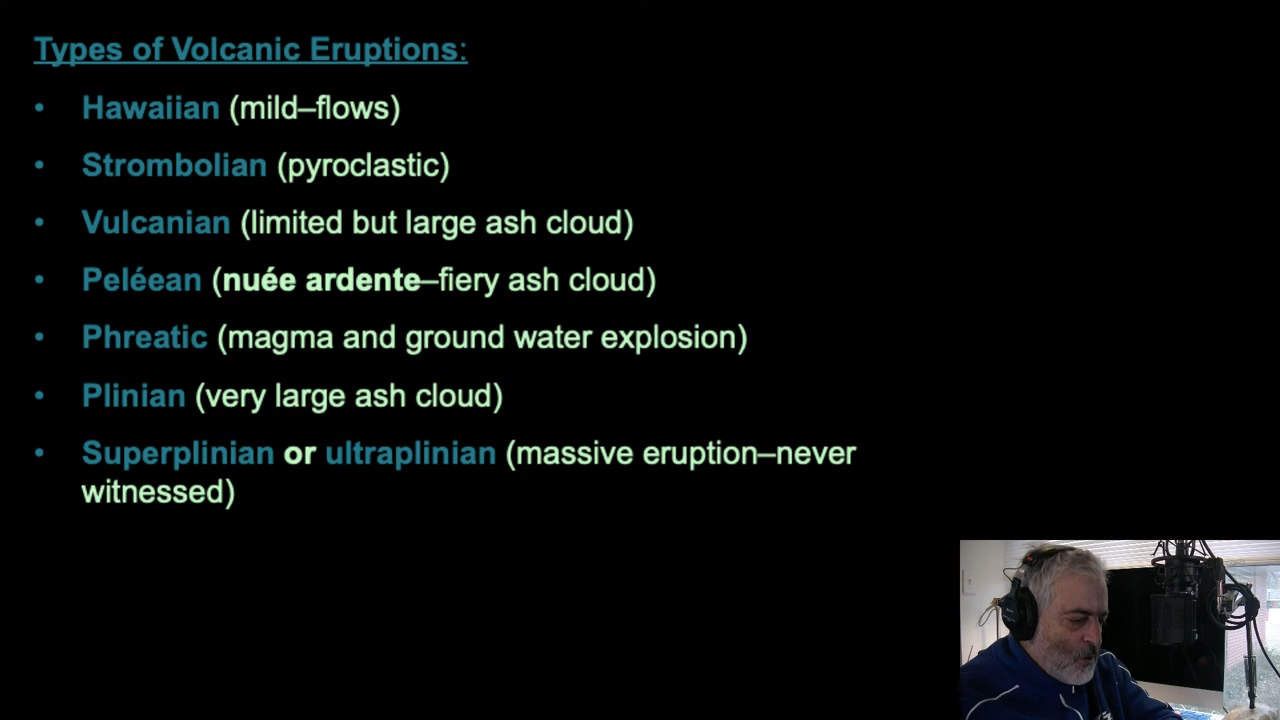 Types of Volcanic Eruptions:
• Hawaiian (mild–flows)
• Strombolian (pyroclastic)
• Vulcanian (limited but large ash cloud)
• Peléean (nuée ardente–fiery ash cloud)
• Phreatic (magma and ground water explosion)
• Plinian (very large ash cloud)
• Superplinian or ultraplinian (massive eruption–never
witnessed)